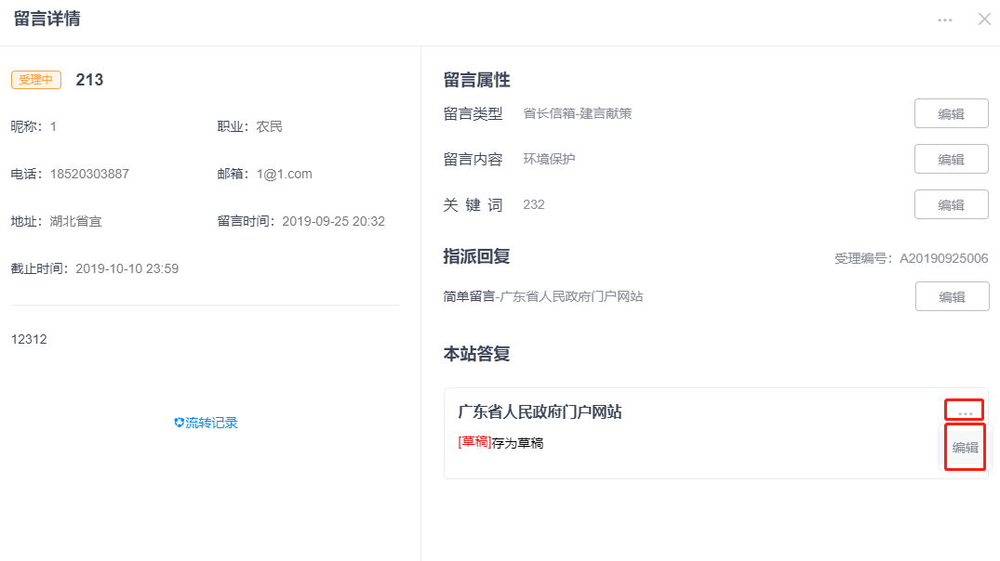 留言详情
受理中 213
昵称：1 职业：农民
电话：18520303887 邮箱：1@1.com
地址：湖北省宜 留言时间：2019-09-25 20:32
截止时间：2019-10-10 23:59
12312
流转记录
留言属性
留言类型 省长信箱-建言献策 编辑
留言内容 环境保护 编辑
关 键 词 232 编辑
指派回复 受理编号：A20190925006
简单留言-广东省人民政府门户网站 编辑
本站答复
广东省人民政府门户网站 ...
[草稿]存为草稿 编辑